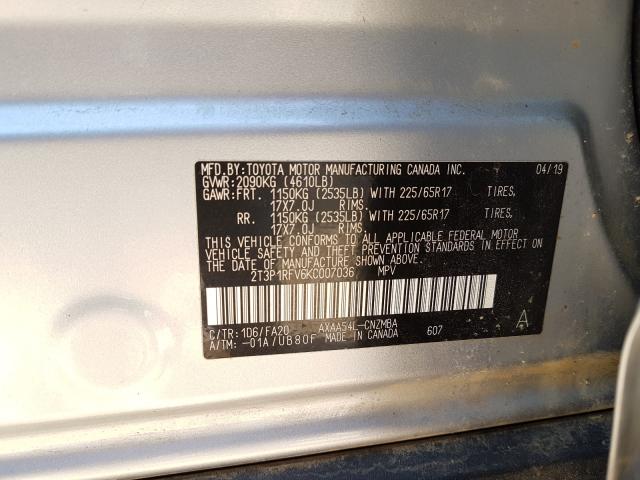 MFD.BY:TOYOTA MOTOR MANUFACTURING CANADA INC. 04/19
GVWR:2090KG (4610LB)
GAWR:FRT. 1150KG (2535LB) WITH 225/65R17 TIRES.
17X7.0J RIMS.
RR. 1150KG (2535LB) WITH 225/65R17 TIRES.
17X7.0J RIMS.
THIS VEHICLE CONFORMS TO ALL APPLICABLE FEDERAL MOTOR
VEHICLE SAFETY AND THEFT PREVENTION STANDARDS IN EFFECT ON
THE DATE OF MANUFACTURE SHOWN ABOVE.
2T3P1RFV6KC007036 MPV
C/TR:1D6/FA20 AXAA54L-CNZMBA
A/TM:-01A/UB80F MADE IN CANADA 607 A